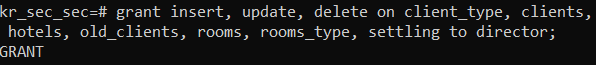 kr_sec_sec=# grant insert, update, delete on client_type, clients,
hotels, old_clients, rooms, rooms_type, settling to director;
GRANT